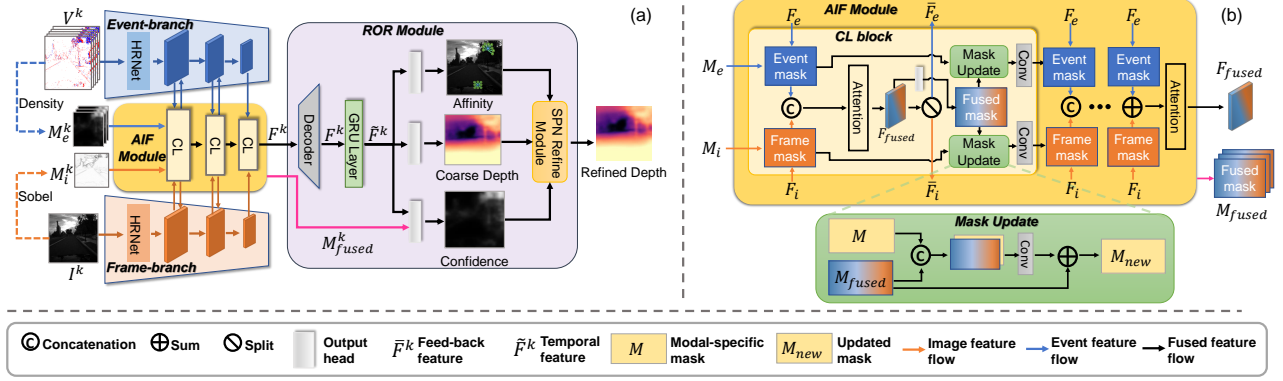 (a)
V^k
Event-branch
HRNet
Density
M_e^k
AIF
Module
CL
CL
CL
M_i^k
Sobel
HRNet
I^k
Frame-branch
F^k
ROR Module
Decoder
F^k
GRU Layer
F̃^k
Affinity
Coarse Depth
Confidence
M_fused^k
SPN Refine
Module
Refined Depth
(b)
AIF Module
CL block
F_e
F̄_e
F_e
F_e
M_e
Event
mask
Attention
F_fused
Mask
Update
Conv
Fused
mask
Mask
Update
Conv
Event
mask
Event
mask
Attention
F_fused
M_i
Frame
mask
Frame
mask
Frame
mask
F_i
F̄_i
F_i
F_i
Fused
mask
M_fused
Mask Update
M
M_fused
C
Conv
M_new
C Concatenation
Sum
Split
Output
head
F̄^k Feed-back
feature
F̃^k Temporal
feature
M Modal-specific
mask
M_new Updated
mask
Image feature
flow
Event feature
flow
Fused feature
flow